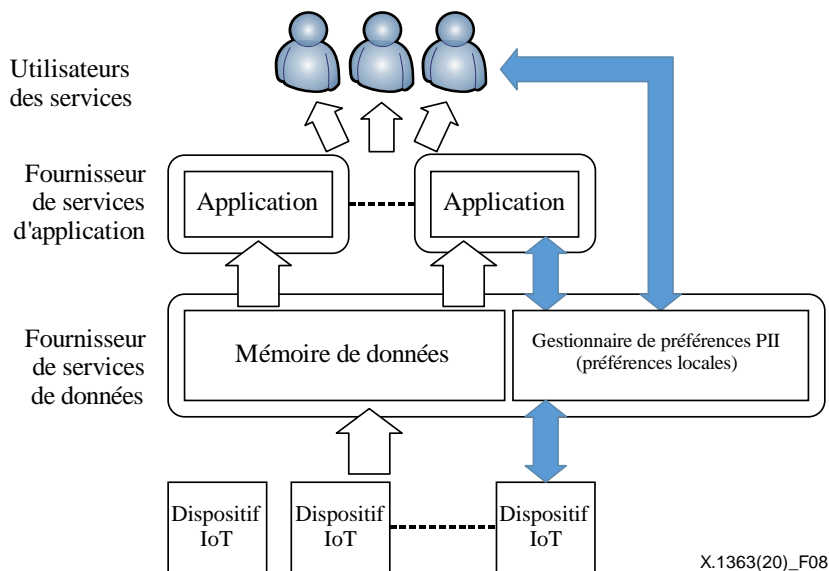 Utilisateurs
des services
Fournisseur
de services
d'application
Application
Application
Fournisseur
de services
de données
Mémoire de données
Gestionnaire de préférences PII
(préférences locales)
Dispositif
IoT
Dispositif
IoT
Dispositif
IoT
X.1363(20)_F08